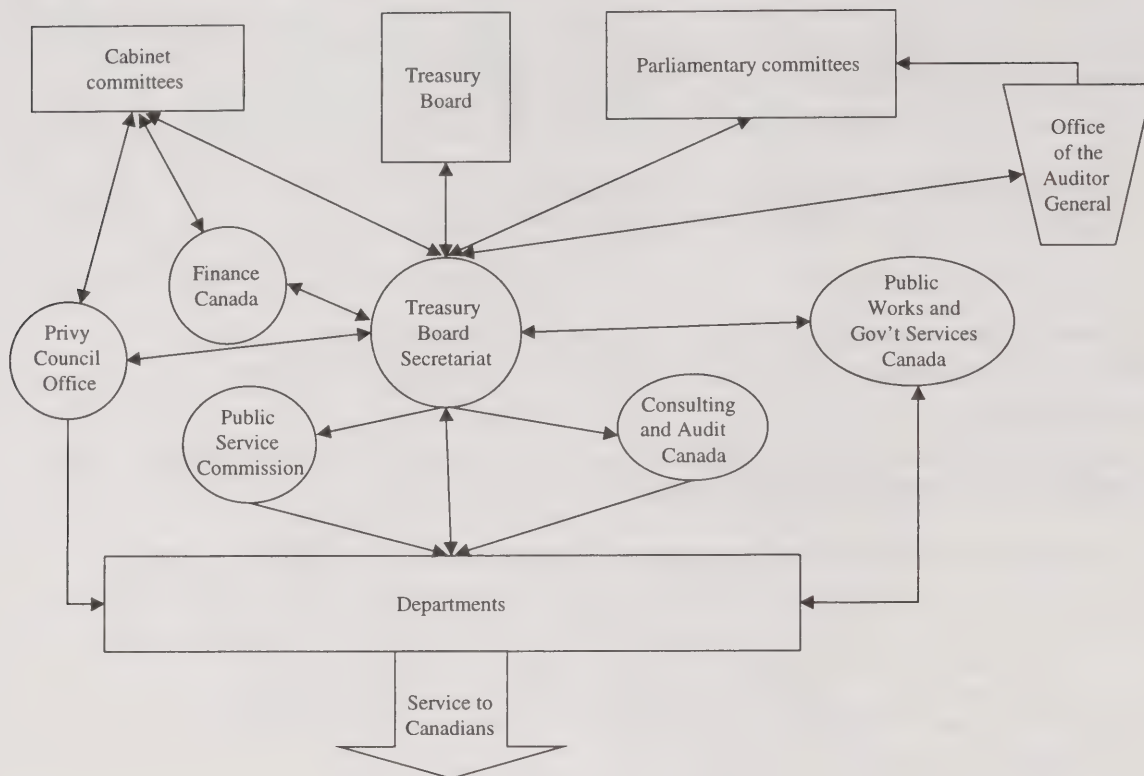 Cabinet
committees
Treasury
Board
Parliamentary committees
Office
of the
Auditor
General
Finance
Canada
Privy
Council
Office
Treasury
Board
Secretariat
Public
Works and
Gov't Services
Canada
Public
Service
Commission
Consulting
and Audit
Canada
Departments
Service to
Canadians